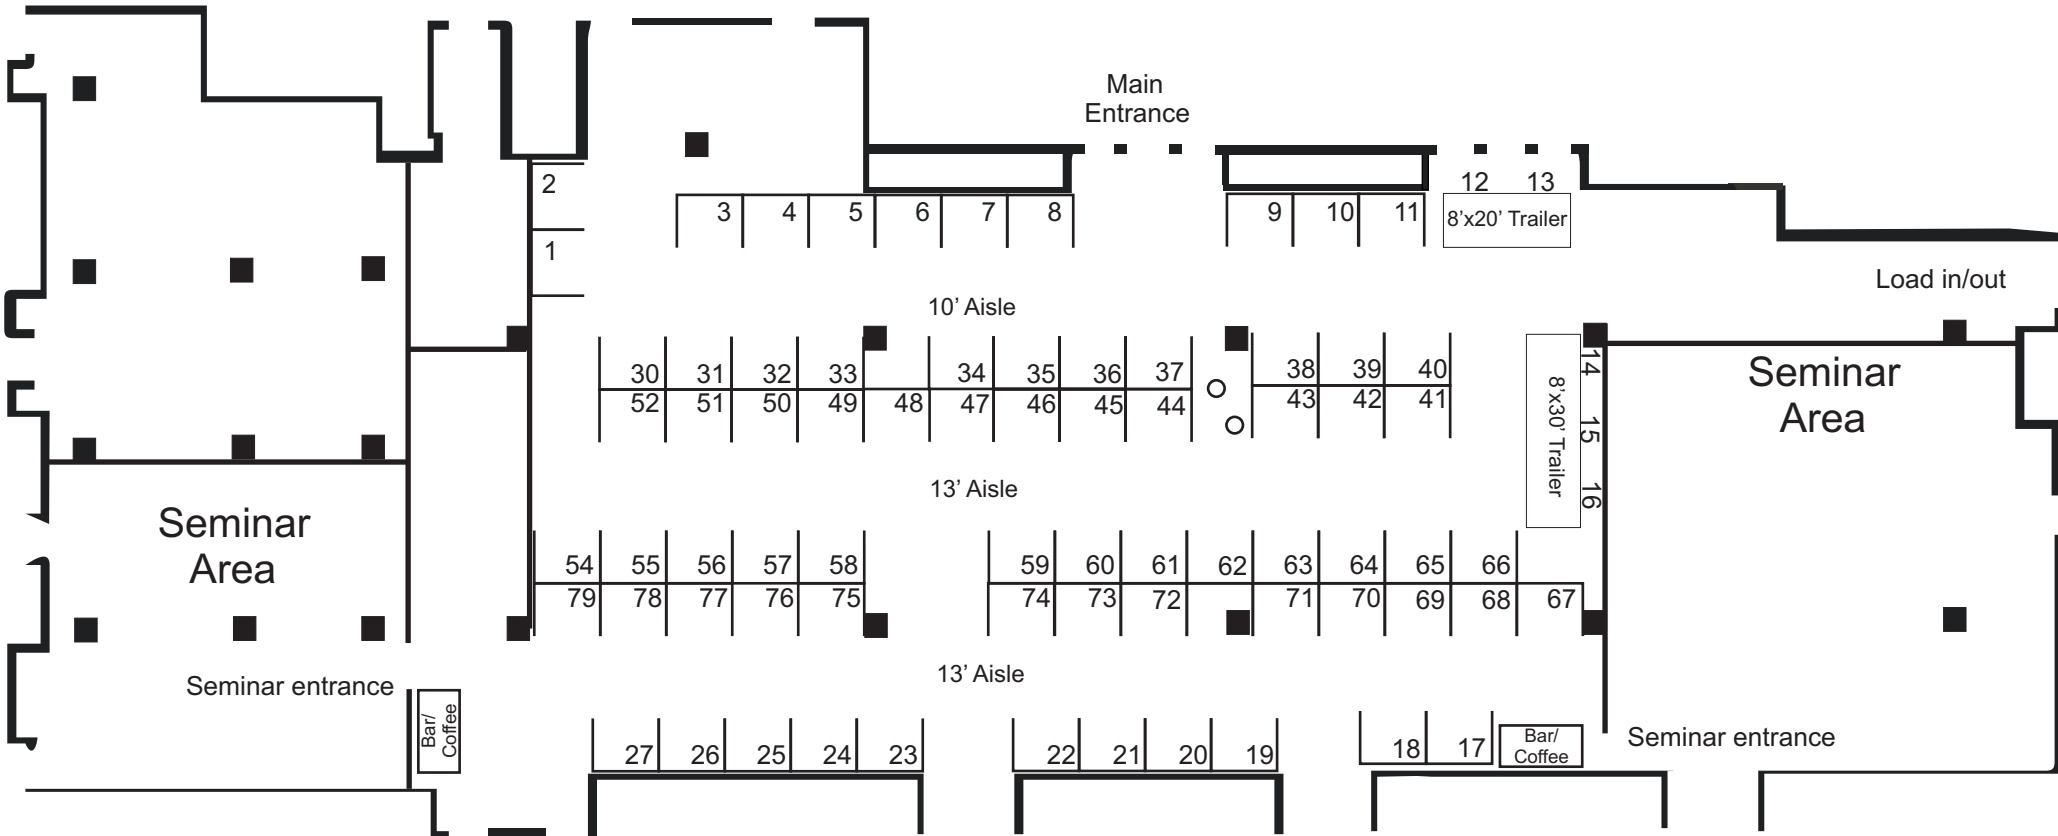 Main
Entrance
2
12 13
3 4 5 6 7 8
9 10 11
8'x20' Trailer
1
Load in/out
10' Aisle
30 31 32 33 34 35 36 37
38 39 40
52 51 50 49 48 47 46 45 44
43 42 41
14
15
16
8'x30' Trailer
Seminar
Area
13' Aisle
Seminar
Area
54 55 56 57 58
59 60 61 62 63 64 65 66
79 78 77 76 75
74 73 72 71 70 69 68 67
13' Aisle
Seminar entrance
Bar/
Coffee
27 26 25 24 23
22 21 20 19
18 17
Bar/
Coffee
Seminar entrance